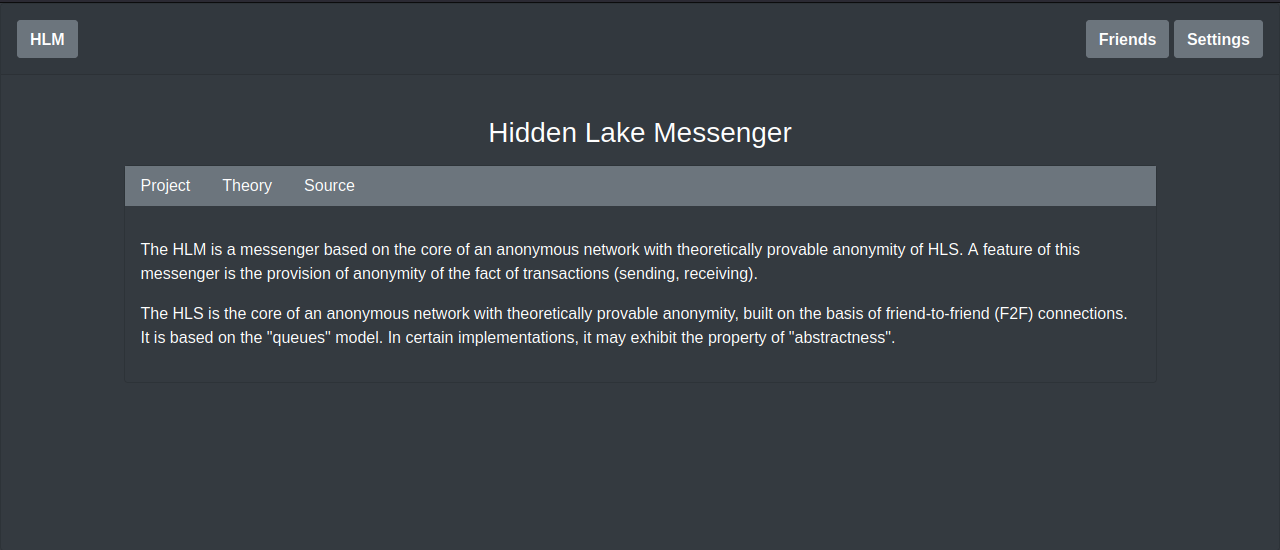 HLM Friends Settings
Hidden Lake Messenger
Project Theory Source
The HLM is a messenger based on the core of an anonymous network with theoretically provable anonymity of HLS. A feature of this
messenger is the provision of anonymity of the fact of transactions (sending, receiving).
The HLS is the core of an anonymous network with theoretically provable anonymity, built on the basis of friend-to-friend (F2F) connections.
It is based on the "queues" model. In certain implementations, it may exhibit the property of "abstractness".